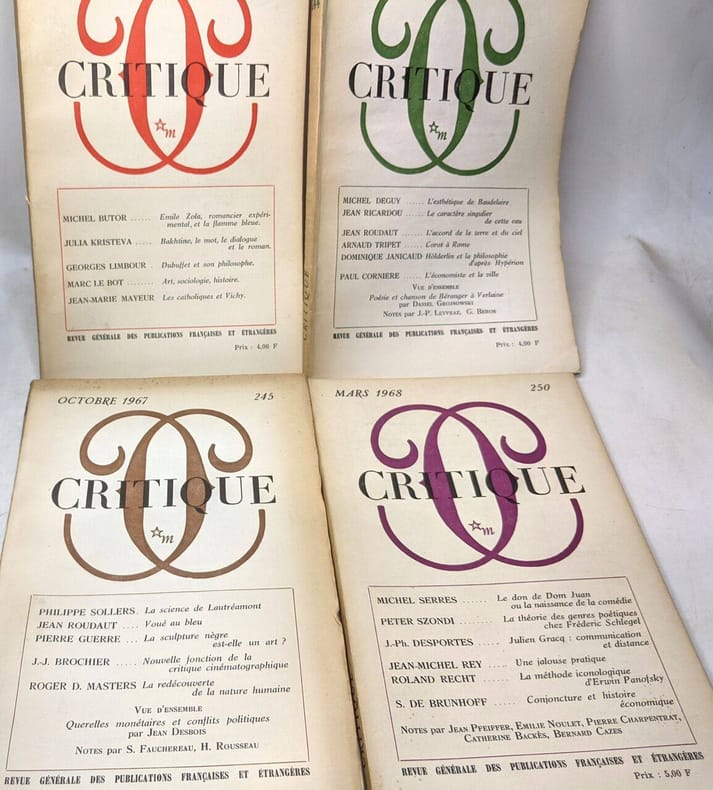 CRITIQUE
m
MICHEL BUTOR ...... Emile Zola, romancier expéri-
mental, et la flamme bleue.
JULIA KRISTEVA ..... Bakhtine, le mot, le dialogue
et le roman.
GEORGES LIMBOUR . Dubuffet et son philosophe.
MARC LE BOT ........ Art, sociologie, histoire.
JEAN-MARIE MAYEUR Les catholiques et Vichy.
REVUE GÉNÉRALE DES PUBLICATIONS FRANÇAISES ET ÉTRANGÈRES
Prix : 4,00 F
CRITIQUE
CRITIQUE
m
MICHEL DEGUY ...... L'esthétique de Baudelaire
JEAN RICARDOU .... Le caractère singulier
de cette eau
JEAN ROUDAUT .... L'accord de la terre et du ciel
ARNAUD TRIPET .... Corot à Rome
DOMINIQUE JANICAUD Hölderlin et la philosophie
d'après Hypérion
PAUL CORNIERE .... L'économiste et la ville
VUE D'ENSEMBLE
Poésie et chanson de Béranger à Verlaine
par DANIEL GROJNOWSKI
NOTES par J.-P. LEYVRAZ, G. BEROS
REVUE GÉNÉRALE DES PUBLICATIONS FRANÇAISES ET ÉTRANGÈRES
Prix : 4,00 F
OCTOBRE 1967 245
CRITIQUE
m
PHILIPPE SOLLERS. La science de Lautréamont
JEAN ROUDAUT .... Voué au bleu
PIERRE GUERRE ... La sculpture nègre
est-elle un art ?
J.-J. BROCHIER .... Nouvelle fonction de la
critique cinématographique
ROGER D. MASTERS La redécouverte
de la nature humaine
VUE D'ENSEMBLE
Querelles monétaires et conflits politiques
par JEAN DESBOIS
NOTES par S. FAUCHEREAU, H. ROUSSEAU
REVUE GÉNÉRALE DES PUBLICATIONS FRANÇAISES ET ÉTRANGÈRES
MARS 1968 250
CRITIQUE
m
MICHEL SERRES ...... Le don de Dom Juan
ou la naissance de la comédie
PETER SZONDI ....... La théorie des genres poétiques
chez Fréderic Schlegel
J.-Ph. DESPORTES .... Julien Gracq : communication
et distance
JEAN-MICHEL REY ... Une jalouse pratique
ROLAND RECHT ..... La méthode iconologique
d'Erwin Panofsky
S. DE BRUNHOFF .... Conjoncture et histoire
économique
NOTES par JEAN PFEIFFER, EMILIE NOULET, PIERRE CHARPENTRAT,
CATHERINE BACKÈS, BERNARD CAZES
REVUE GÉNÉRALE DES PUBLICATIONS FRANÇAISES ET ÉTRANGÈRES
Prix : 5,00 F